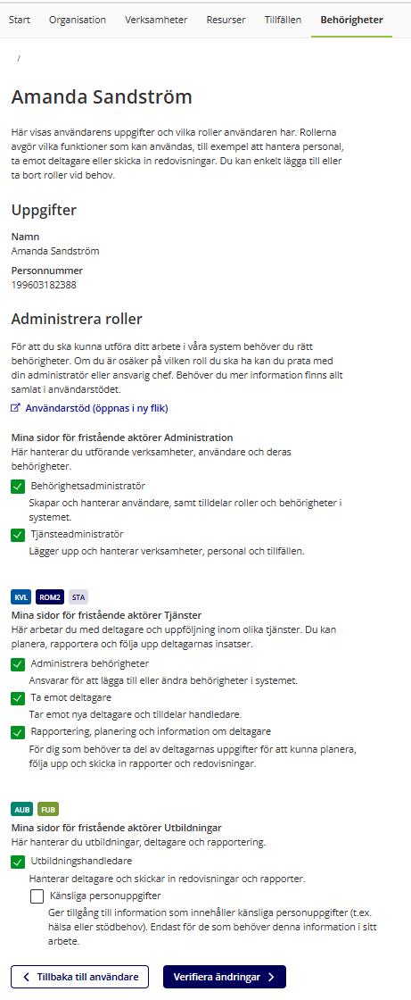 Start Organisation Verksamheter Resurser Tillfällen Behörigheter
/
Amanda Sandström
Här visas användarens uppgifter och vilka roller användaren har. Rollerna
avgör vilka funktioner som kan användas, till exempel att hantera personal,
ta emot deltagare eller skicka in redovisningar. Du kan enkelt lägga till eller
ta bort roller vid behov.
Uppgifter
Namn
Amanda Sandström
Personnummer
199603182388
Administrera roller
För att du ska kunna utföra ditt arbete i våra system behöver du rätt
behörigheter. Om du är osäker på vilken roll du ska ha kan du prata med
din administratör eller ansvarig chef. Behöver du mer information finns allt
samlat i användarstödet.
Användarstöd (öppnas i ny flik)
Mina sidor för fristående aktörer Administration
Här hanterar du utförande verksamheter, användare och deras
behörigheter.
Behörighetsadministratör
Skapar och hanterar användare, samt tilldelar roller och behörigheter i
systemet.
Tjänsteadministratör
Lägger upp och hanterar verksamheter, personal och tillfällen.
KVL ROM2 STA
Mina sidor för fristående aktörer Tjänster
Här arbetar du med deltagare och uppföljning inom olika tjänster. Du kan
planera, rapportera och följa upp deltagarnas insatser.
Administrera behörigheter
Ansvarar för att lägga till eller ändra behörigheter i systemet.
Ta emot deltagare
Tar emot nya deltagare och tilldelar handledare.
Rapportering, planering och information om deltagare
För dig som behöver ta del av deltagarnas uppgifter för att kunna planera,
följa upp och skicka in rapporter och redovisningar.
AUB FUB
Mina sidor för fristående aktörer Utbildningar
Här hanterar du utbildningar, deltagare och rapportering.
Utbildningshandledare
Hanterar deltagare och skickar in redovisningar och rapporter.
Känsliga personuppgifter
Ger tillgång till information som innehåller känsliga personuppgifter (t.ex.
hälsa eller stödbehov). Endast för de som behöver denna information i sitt
arbete.
Tillbaka till användare Verifiera ändringar